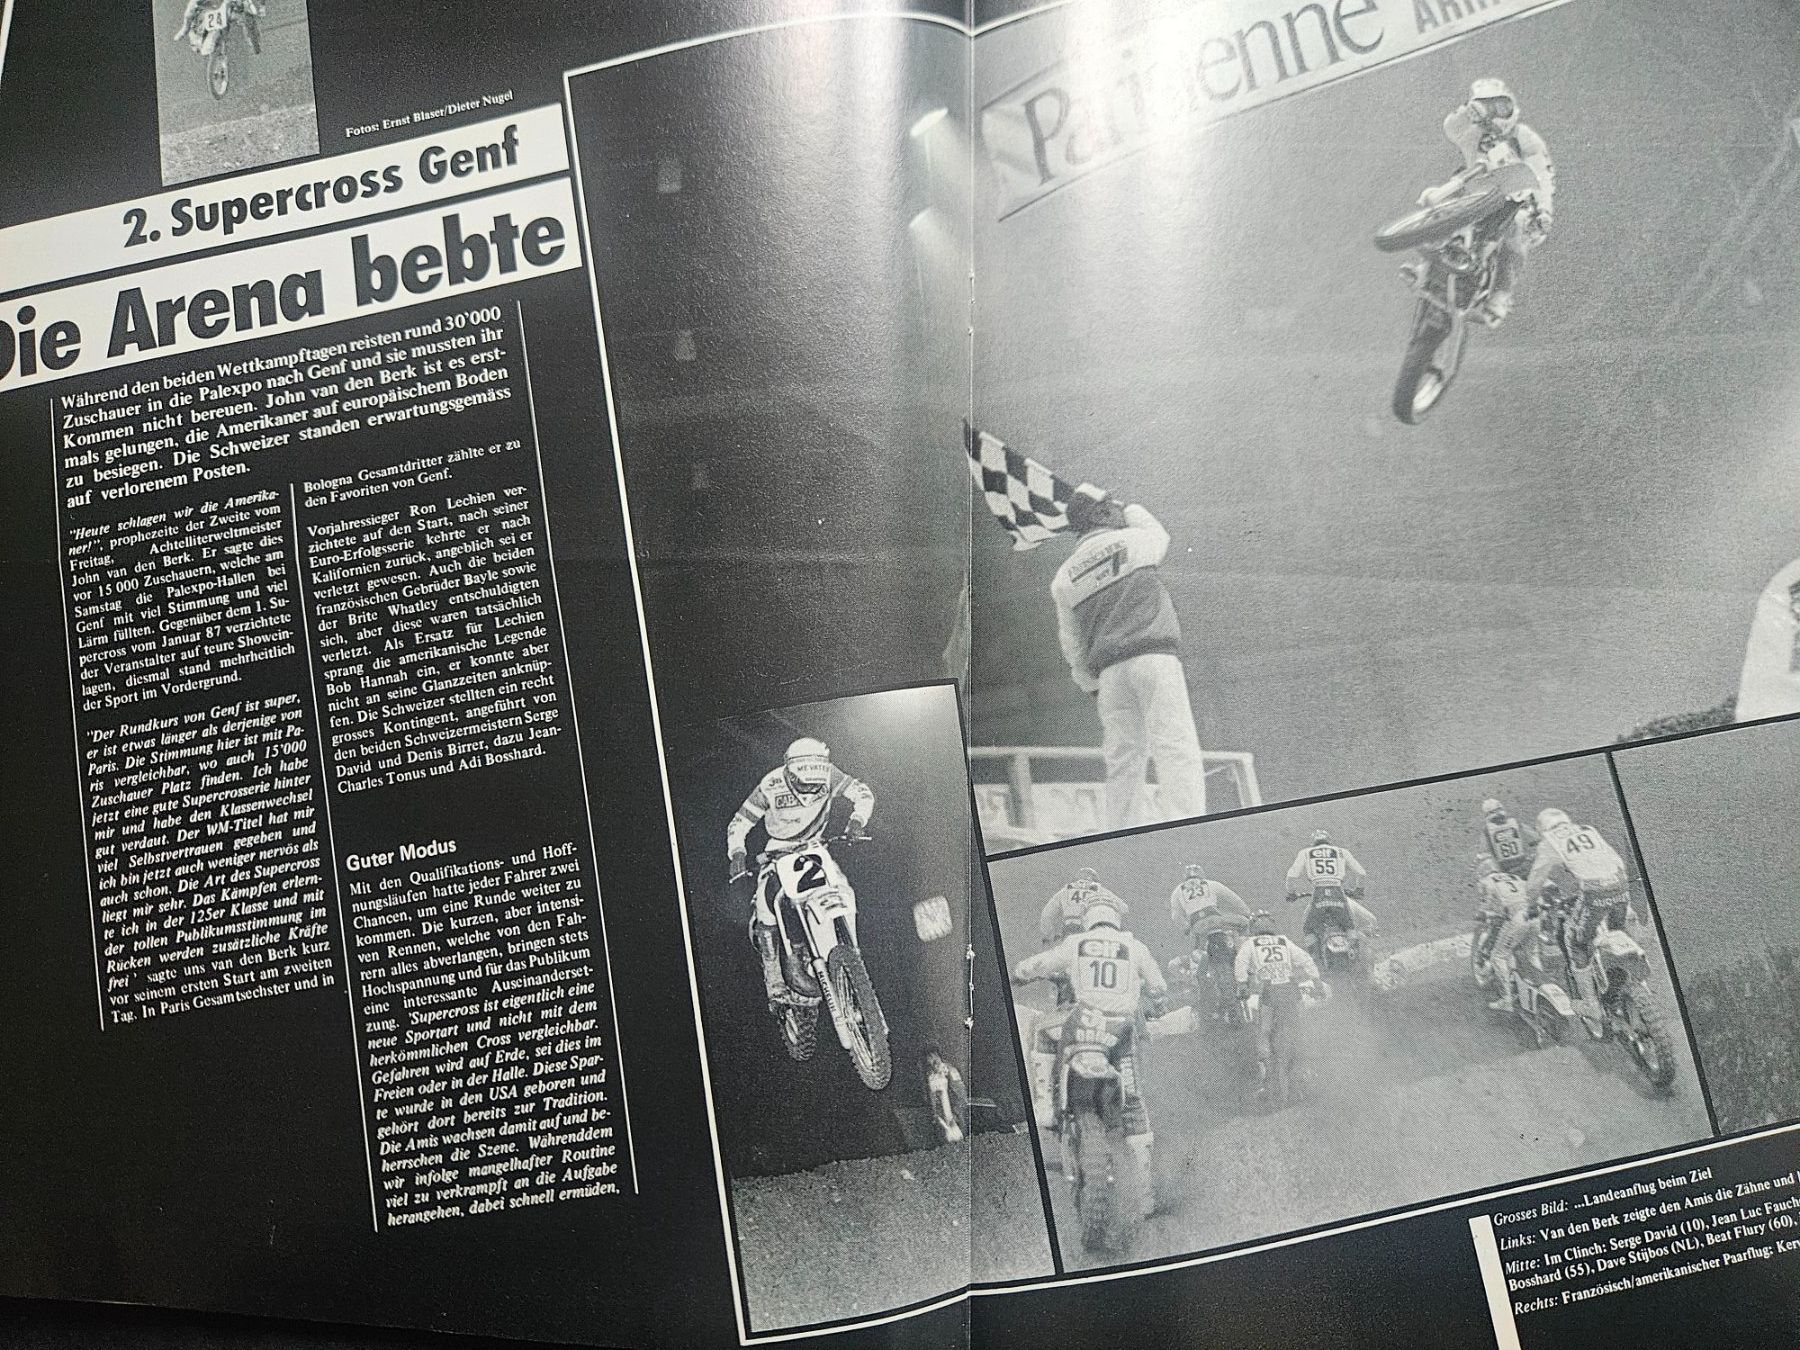 24
Fotos: Ernst Blaser/Dieter Nugel
2. Supercross Genf
Die Arena bebte
Während den beiden Wettkampftagen reisten rund 30'000
Zuschauer in die Palexpo nach Genf und sie mussten ihr
Kommen nicht bereuen. John van den Berk ist es erst-
mals gelungen, die Amerikaner auf europäischem Boden
zu besiegen. Die Schweizer standen erwartungsgemäss
auf verlorenem Posten.
"Heute schlagen wir die Amerika-
ner!", prophezeite der Zweite vom
Freitag, Achtelliterweltmeister
John van den Berk. Er sagte dies
vor 15 000 Zuschauern, welche am
Samstag die Palexpo-Hallen bei
Genf mit viel Stimmung und viel
Lärm füllten. Gegenüber dem 1. Su-
percross vom Januar 87 verzichtete
der Veranstalter auf teure Showein-
lagen, diesmal stand mehrheitlich
der Sport im Vordergrund.
"Der Rundkurs von Genf ist super,
er ist etwas länger als derjenige von
Paris. Die Stimmung hier ist mit Pa-
ris vergleichbar, wo auch 15'000
Zuschauer Platz finden. Ich habe
jetzt eine gute Supercrosserie hinter
mir und habe den Klassenwechsel
gut verdaut. Der WM-Titel hat mir
viel Selbstvertrauen gegeben und
ich bin jetzt auch weniger nervös als
auch schon. Die Art des Supercross
liegt mir sehr. Das Kämpfen erlern-
te ich in der 125er Klasse und mit
der tollen Publikumsstimmung im
Rücken werden zusätzliche Kräfte
frei' sagte uns van den Berk kurz
vor seinem ersten Start am zweiten
Tag. In Paris Gesamtsechster und in
Bologna Gesamtdritter zählte er zu
den Favoriten von Genf.
Vorjahressieger Ron Lechien ver-
zichtete auf den Start, nach seiner
Euro-Erfolgsserie kehrte er nach
Kalifornien zurück, angeblich sei er
verletzt gewesen. Auch die beiden
französischen Gebrüder Bayle sowie
der Brite Whatley entschuldigten
sich, aber diese waren tatsächlich
verletzt. Als Ersatz für Lechien
sprang die amerikanische Legende
Bob Hannah ein, er konnte aber
nicht an seine Glanzzeiten anknüp-
fen. Die Schweizer stellten ein recht
grosses Kontingent, angeführt von
den beiden Schweizermeistern Serge
David und Denis Birrer, dazu Jean-
Charles Tonus und Adi Bosshard.
Guter Modus
Mit den Qualifikations- und Hoff-
nungsläufen hatte jeder Fahrer zwei
Chancen, um eine Runde weiter zu
kommen. Die kurzen, aber intensi-
ven Rennen, welche von den Fah-
rern alles abverlangen, bringen stets
Hochspannung und für das Publikum
eine interessante Auseinanderset-
zung. 'Supercross ist eigentlich eine
neue Sportart und nicht mit dem
herkömmlichen Cross vergleichbar.
Gefahren wird auf Erde, sei dies im
Freien oder in der Halle. Diese Spar-
te wurde in den USA geboren und
gehört dort bereits zur Tradition.
Die Amis wachsen damit auf und be-
herrschen die Szene. Währenddem
wir infolge mangelhafter Routine
viel zu verkrampft an die Aufgabe
herangehen, dabei schnell ermüden,
2
elf
10
23
elf
25
elf
55
60
3
49
Grosses Bild: ...Landeanflug beim Ziel
Links: Van den Berk zeigte den Amis die Zähne und
Mitte: Im Clinch: Serge David (10), Jean Luc Fauch
Bosshard (55), Dave Stijbos (NL), Beat Flury (60),
Rechts: Französisch/amerikanischer Paarflug: Ker